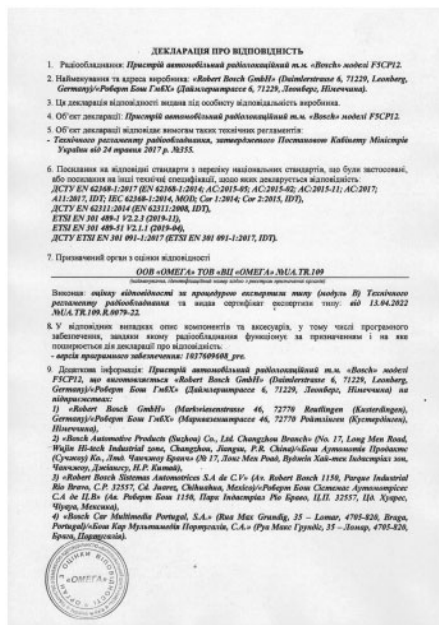 ДЕКЛАРАЦІЯ ПРО ВІДПОВІДНІСТЬ
1. Радіообладнання: Пристрій автомобільний радіолокаційний т.м. «Bosch» моделі F5CP12.
2. Найменування та адреса виробника: «Robert Bosch GmbH» (Daimlerstrasse 6, 71229, Leonberg,
Germany)/«Роберт Бош ГмбХ» (Даймлерштрассе 6, 71229, Леонберг, Німеччина).
3. Ця декларація відповідності видана під особисту відповідальність виробника.
4. Об'єкт декларації: Пристрій автомобільний радіолокаційний т.м. «Bosch» моделі F5CP12.
5. Об'єкт декларації відповідає вимогам таких технічних регламентів:
- Технічного регламенту радіообладнання, затвердженого Постановою Кабінету Міністрів
України від 24 травня 2017 р. №355.
6. Посилання на відповідні стандарти з переліку національних стандартів, що були застосовані,
або посилання на інші технічні специфікації, щодо яких декларується відповідність:
ДСТУ EN 62368-1:2017 (EN 62368-1:2014; AC:2015-05; AC:2015-02; AC:2015-11; AC:2017;
A11:2017, IDT; IEC 62368-1:2014, MOD; Cor 1:2014; Cor 2:2015, IDT),
ДСТУ EN 62311:2014 (EN 62311:2008, IDT),
ETSI EN 301 489-1 V2.2.3 (2019-11),
ETSI EN 301 489-51 V2.1.1 (2019-04),
ДСТУ ETSI EN 301 091-1:2017 (ETSI EN 301 091-1:2017, IDT).
7. Призначений орган з оцінки відповідності
ООВ «ОМЕГА» ТОВ «ВЦ «ОМЕГА» №UA.TR.109
Виконав: оцінку відповідності за процедурою експертизи типу (модуль В) Технічного
регламенту радіообладнання та видав сертифікат експертизи типу: від 13.04.2022
№UA.TR.109.R.0079-22.
8. У відповідних випадках опис компонентів та аксесуарів, у тому числі програмного
забезпечення, завдяки якому радіообладнання функціонує за призначенням і на яке
поширюється дія декларації про відповідність:
- версія програмного забезпечення: 1037609608_pre.
9. Додаткова інформація: Пристрій автомобільний радіолокаційний т.м. «Bosch» моделі
F5CP12, що виготовляється «Robert Bosch GmbH» (Daimlerstrasse 6, 71229, Leonberg,
Germany)/«Роберт Бош ГмбХ» (Даймлерштрассе 6, 71229, Леонберг, Німеччина) на
підприємствах:
1) «Robert Bosch GmbH» (Markwiesenstrasse 46, 72770 Reutlingen (Kusterdingen),
Germany)/«Роберт Бош ГмбХ» (Марквизенштрассе 46, 72770 Ройтлінген (Кустердінген),
Німеччина),
2) «Bosch Automotive Products (Suzhou) Co., Ltd. Changzhou Branch» (No. 17, Long Men Road,
Wujin Hi-tech Industrial zone, Changzhou, Jiangsu, P.R. China)/«Бош Аутомотів Продактс
(Сучжоу) Ко., Лтд. Чанчжоу Бранч» (№ 17, Лонг Мен Роад, Вуджін Хай-тек Індастріал зон,
Чанчжоу, Джіангсу, Н.Р. Китай),
3) «Robert Bosch Sistemas Automotrices S.A de C.V» (Av. Robert Bosch 1150, Parque Industrial
Rio Bravo, C.P. 32557, Cd. Juarez, Chihuahua, Mexico)/«Роберт Бош Сістемас Аутомотрісес
С.А де Ц.В» (Ав. Роберт Бош 1150, Парк Індастріал Ріо Браво, Ц.П. 32557, Цд. Хуарес,
Чіуауа, Мексика),
4) «Bosch Car Multimedia Portugal, S.A.» (Rua Max Grundig, 35 – Lomar, 4705-820, Braga,
Portugal)/«Бош Кар Мультимедіа Португалія, С.А.» (Руа Макс Грундіг, 35 – Ломар, 4705-820,
Брага, Португалія).
«ОМЕГА»